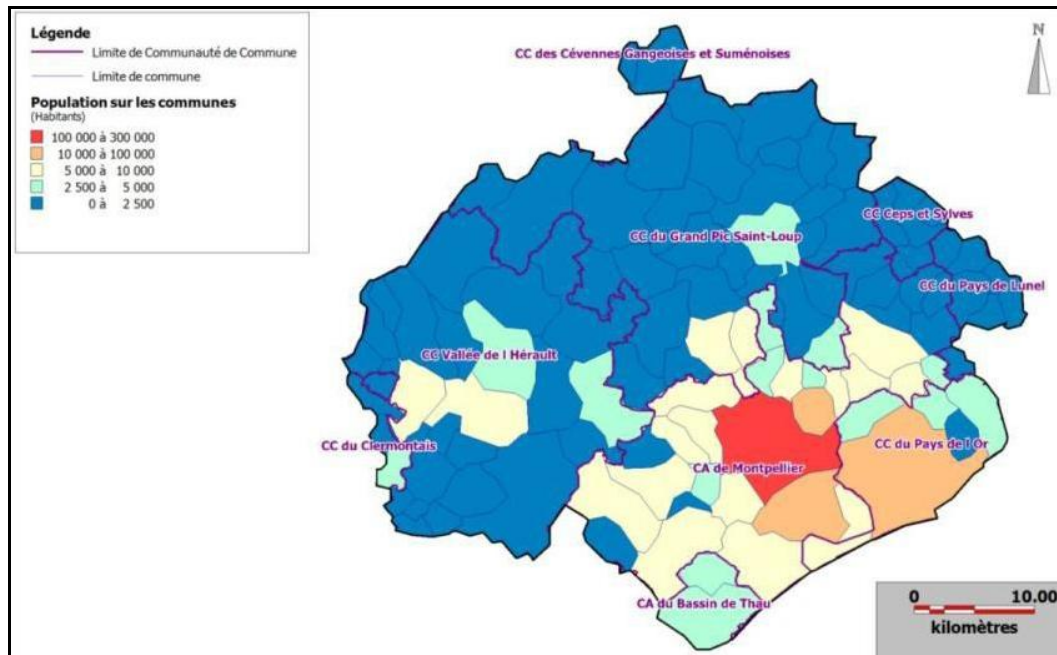 Légende
Limite de Communauté de Commune
Limite de commune
Population sur les communes
(Habitants)
100 000 à 300 000
10 000 à 100 000
5 000 à 10 000
2 500 à 5 000
0 à 2 500
CC des Cévennes Gangeoises et Suménoises
N
CC Ceps et Sylves
CC du Grand Pic Saint-Loup
CC du Pays de Lunel
CC Vallée de l Hérault
CC du Clermontais
CC du Pays de l Or
CA de Montpellier
CA du Bassin de Thau
0 10.00
kilomètres